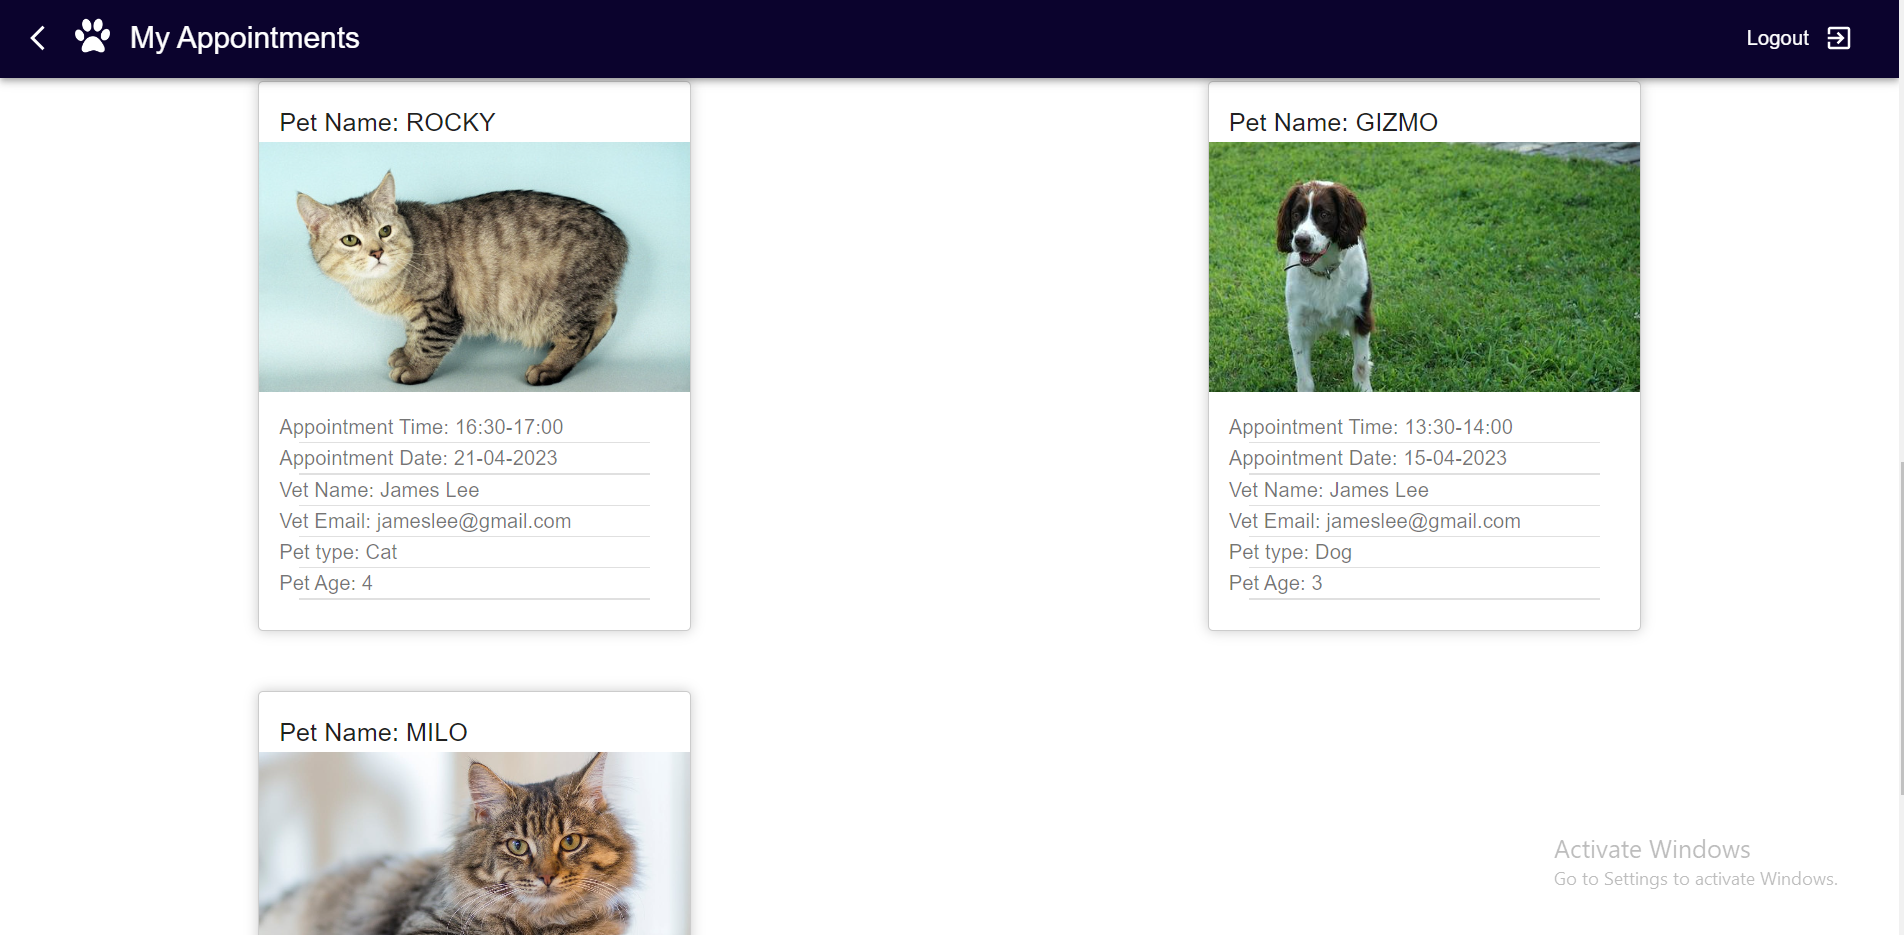 My Appointments
Logout
Pet Name: ROCKY
Appointment Time: 16:30-17:00
Appointment Date: 21-04-2023
Vet Name: James Lee
Vet Email: jameslee@gmail.com
Pet type: Cat
Pet Age: 4
Pet Name: GIZMO
Appointment Time: 13:30-14:00
Appointment Date: 15-04-2023
Vet Name: James Lee
Vet Email: jameslee@gmail.com
Pet type: Dog
Pet Age: 3
Pet Name: MILO
Activate Windows
Go to Settings to activate Windows.